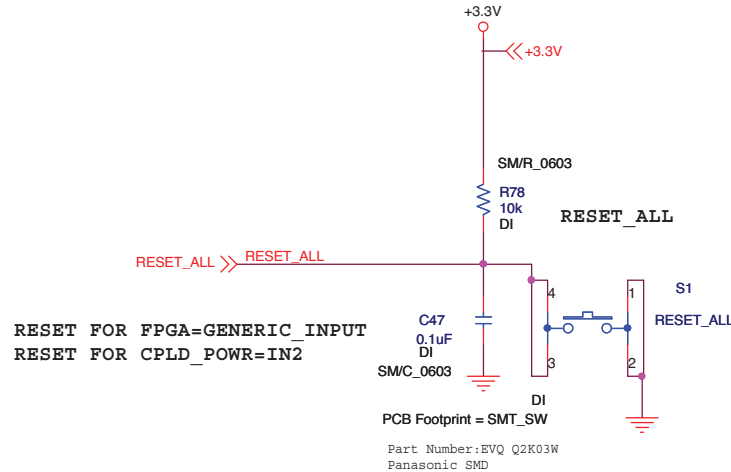 +3.3V
+3.3V
SM/R_0603
R78
10k
DI
RESET_ALL
RESET_ALL
RESET_ALL
4
1
S1
C47
0.1uF
DI
SM/C_0603
RESET_ALL
RESET FOR FPGA=GENERIC_INPUT
RESET FOR CPLD_POWR=IN2
3
2
DI
PCB Footprint = SMT_SW
Part Number:EVQ Q2K03W
Panasonic SMD